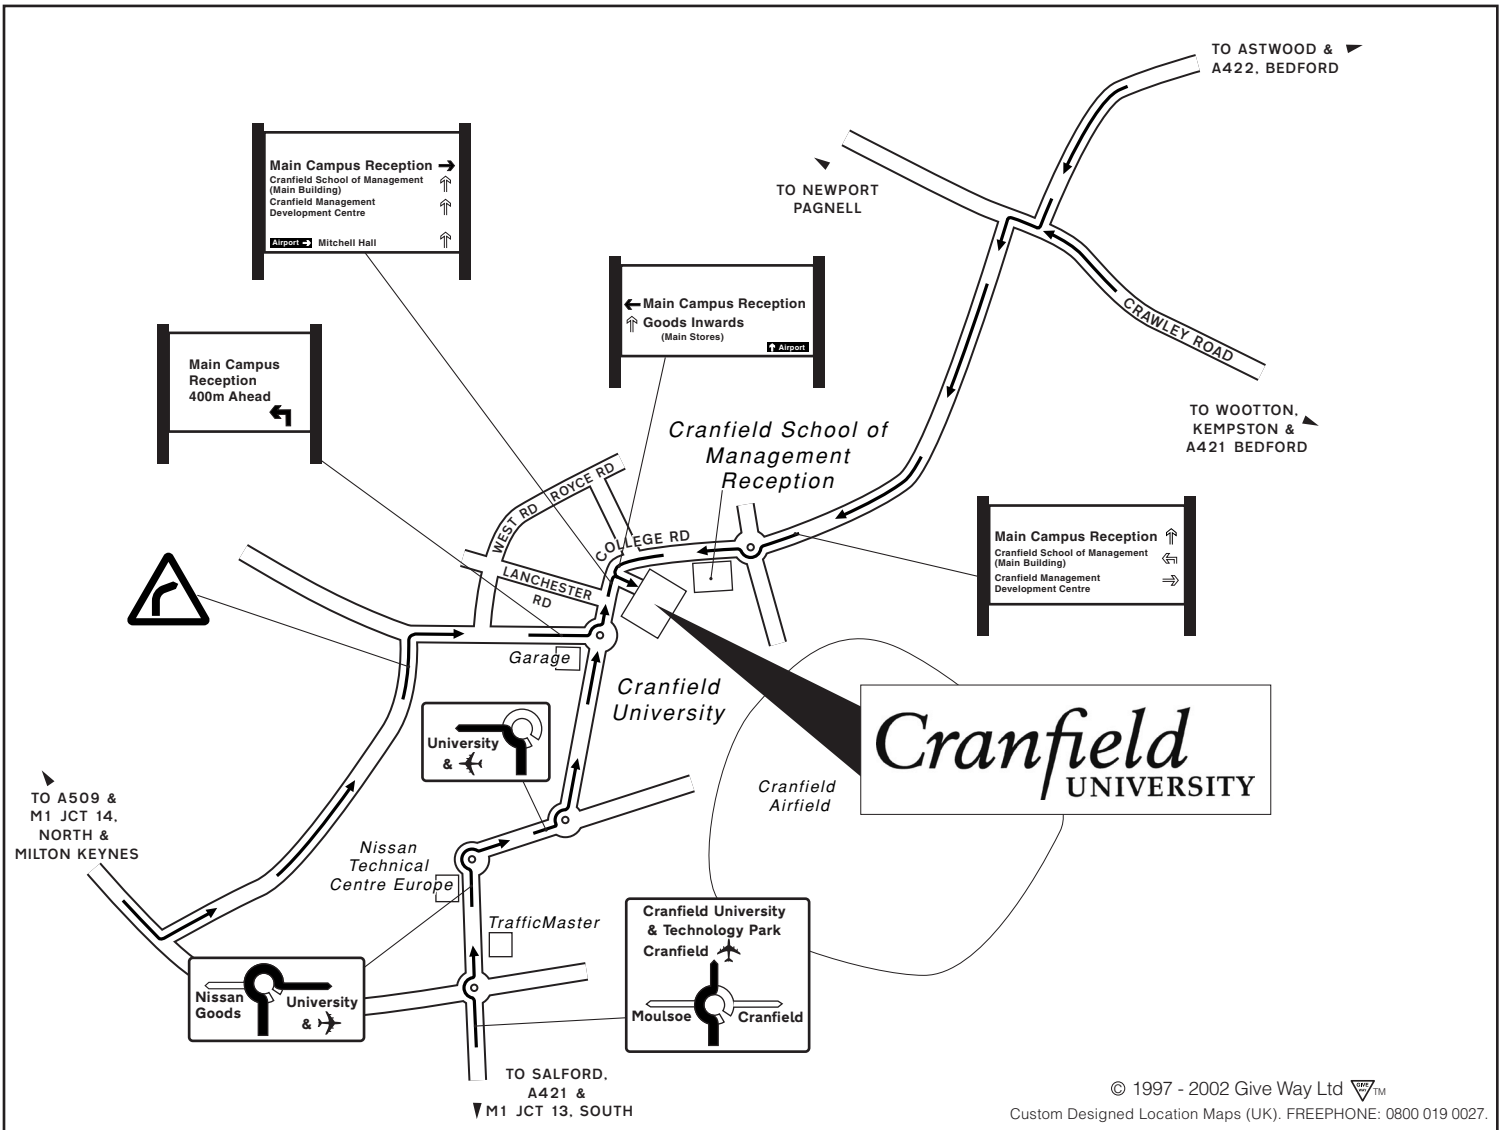 TO ASTWOOD &
A422, BEDFORD
Main Campus Reception
Cranfield School of Management
(Main Building)
Cranfield Management
Development Centre
Airport
Mitchell Hall
TO NEWPORT
PAGNELL
Main Campus Reception
Goods Inwards
(Main Stores)
Airport
CRAWLEY ROAD
Main Campus
Reception
400m Ahead
TO WOOTTON,
KEMPSTON &
A421 BEDFORD
Cranfield School of
Management
Reception
WEST RD
ROYCE RD
COLLEGE RD
LANCHESTER
RD
Main Campus Reception
Cranfield School of Management
(Main Building)
Cranfield Management
Development Centre
Garage
Cranfield
University
University
&
Cranfield
UNIVERSITY
Cranfield
Airfield
TO A509 &
M1 JCT 14,
NORTH &
MILTON KEYNES
Nissan
Technical
Centre Europe
TrafficMaster
Cranfield University
& Technology Park
Cranfield
Moulsoe
Cranfield
Nissan
Goods
University
&
TO SALFORD,
A421 &
M1 JCT 13, SOUTH
© 1997 - 2002 Give Way Ltd GIVE WAY TM
Custom Designed Location Maps (UK). FREEPHONE: 0800 019 0027.